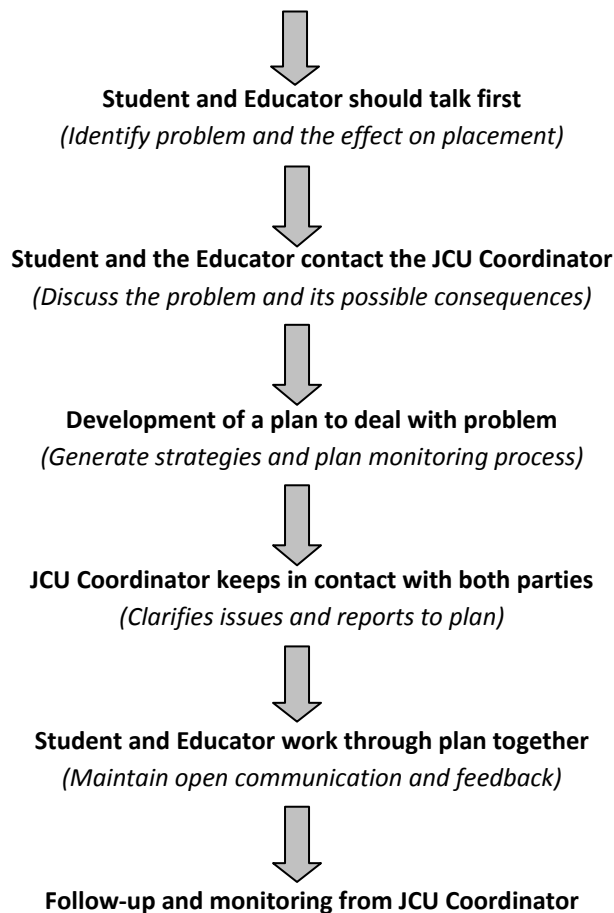 Student and Educator should talk first
(Identify problem and the effect on placement)
Student and the Educator contact the JCU Coordinator
(Discuss the problem and its possible consequences)
Development of a plan to deal with problem
(Generate strategies and plan monitoring process)
JCU Coordinator keeps in contact with both parties
(Clarifies issues and reports to plan)
Student and Educator work through plan together
(Maintain open communication and feedback)
Follow-up and monitoring from JCU Coordinator